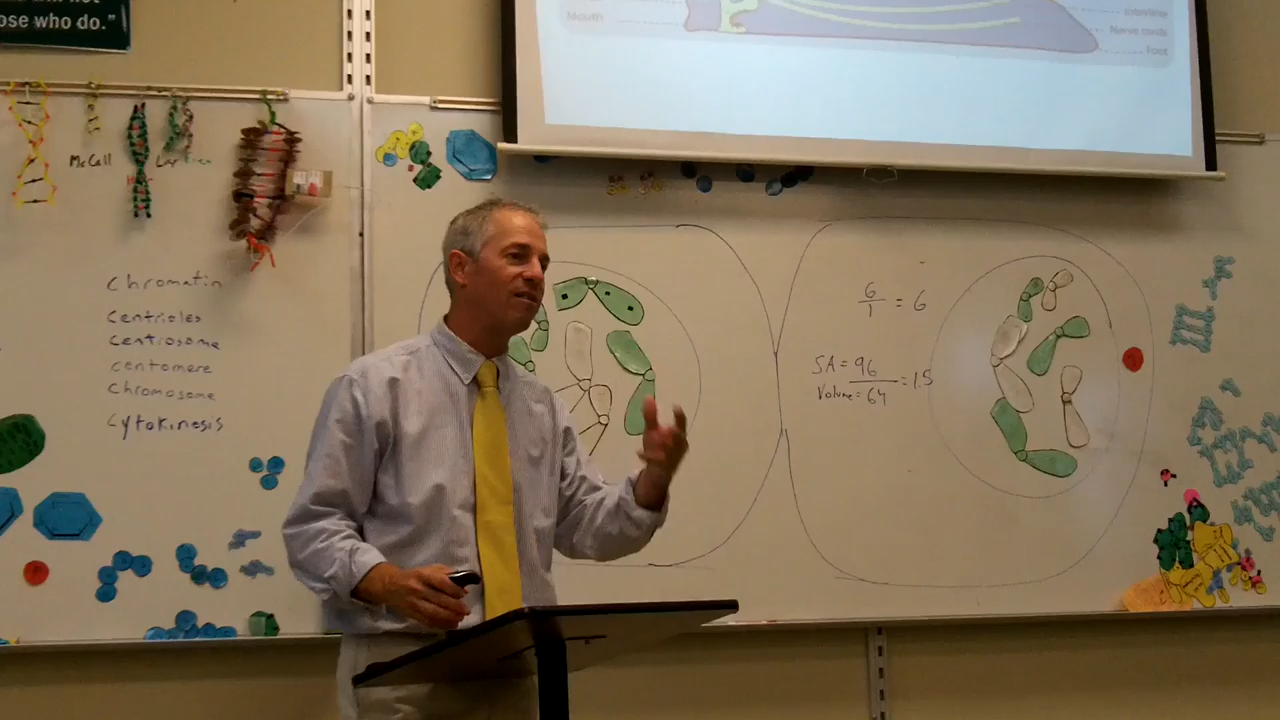 ose who do."
Mouth
Nerve cords
Foot
McCall
chromatin
Centrioles
Centrosome
centomere
Chromosome
Cytokinesis
6
1
= 6
SA = 96
Volume = 64
= 1.5